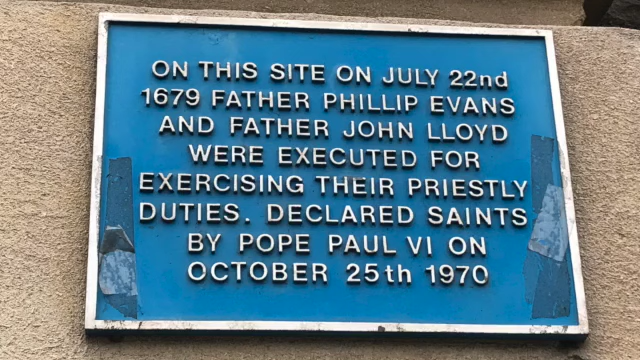 ON THIS SITE ON JULY 22nd
1679 FATHER PHILLIP EVANS
AND FATHER JOHN LLOYD
WERE EXECUTED FOR
EXERCISING THEIR PRIESTLY
DUTIES. DECLARED SAINTS
BY POPE PAUL VI ON
OCTOBER 25th 1970